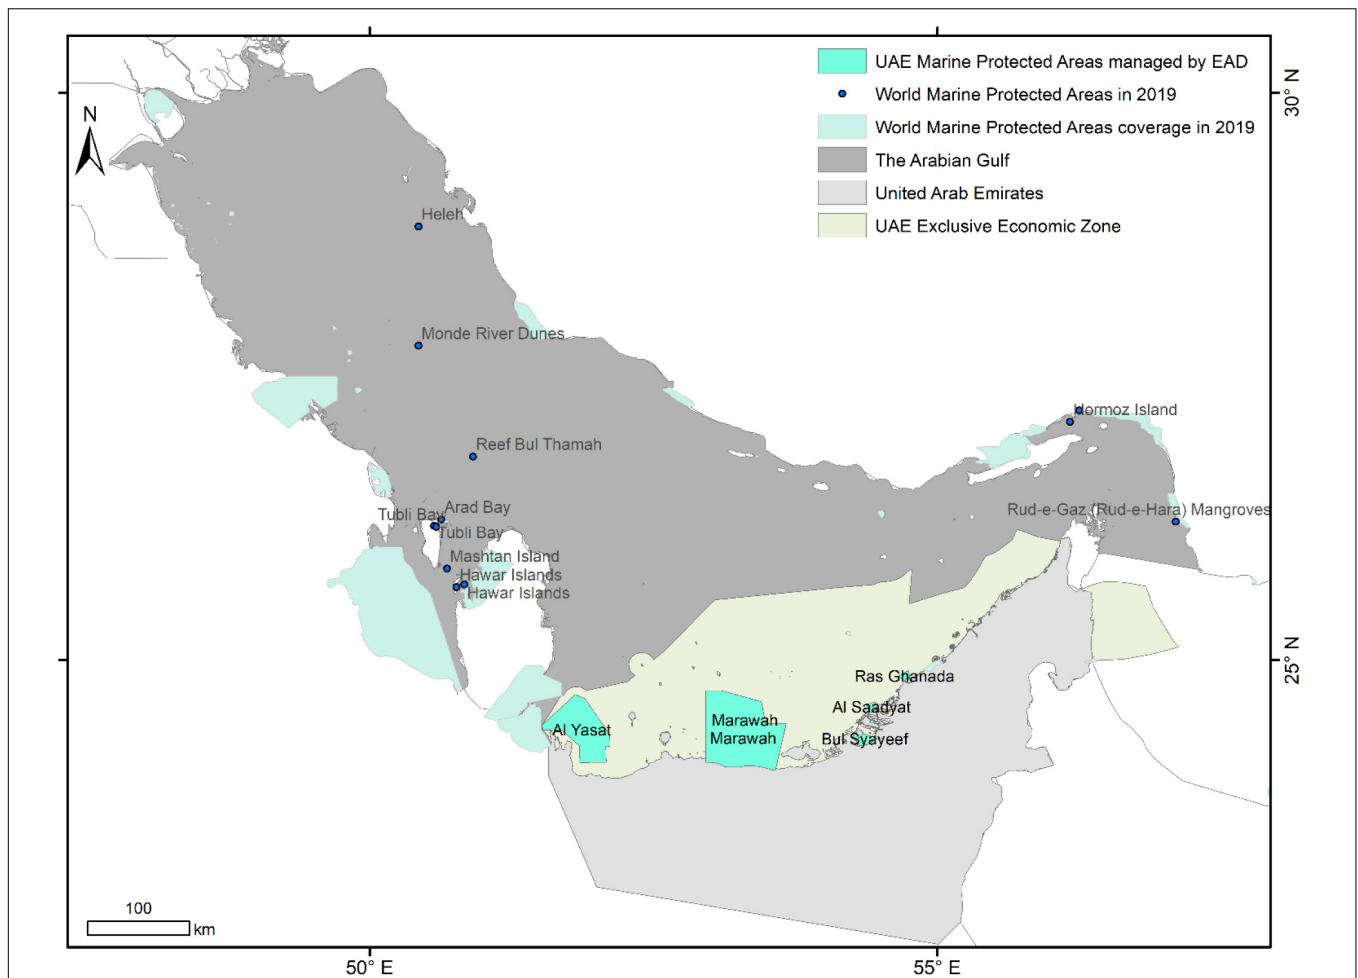 UAE Marine Protected Areas managed by EAD
World Marine Protected Areas in 2019
World Marine Protected Areas coverage in 2019
The Arabian Gulf
United Arab Emirates
UAE Exclusive Economic Zone
30° N
N
Heleh
Monde River Dunes
Hormoz Island
Reef Bul Thamah
Arad Bay
Tubli Bay
Tubli Bay
Rud-e-Gaz (Rud-e-Hara) Mangroves
Mashtan Island
Hawar Islands
Hawar Islands
25° N
Ras Ghanada
Al Saadyat
Marawah
Marawah
Al Yasat
Bul Syayeef
100
km
50° E
55° E